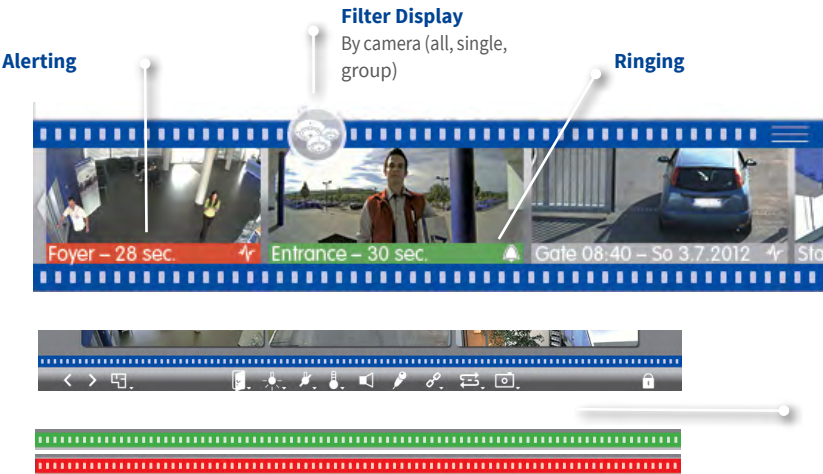 Filter Display
By camera (all, single,
group)
Alerting
Ringing
Foyer – 28 sec.
Entrance – 30 sec.
Gate 08:40 – So 3.7.2012
Sta